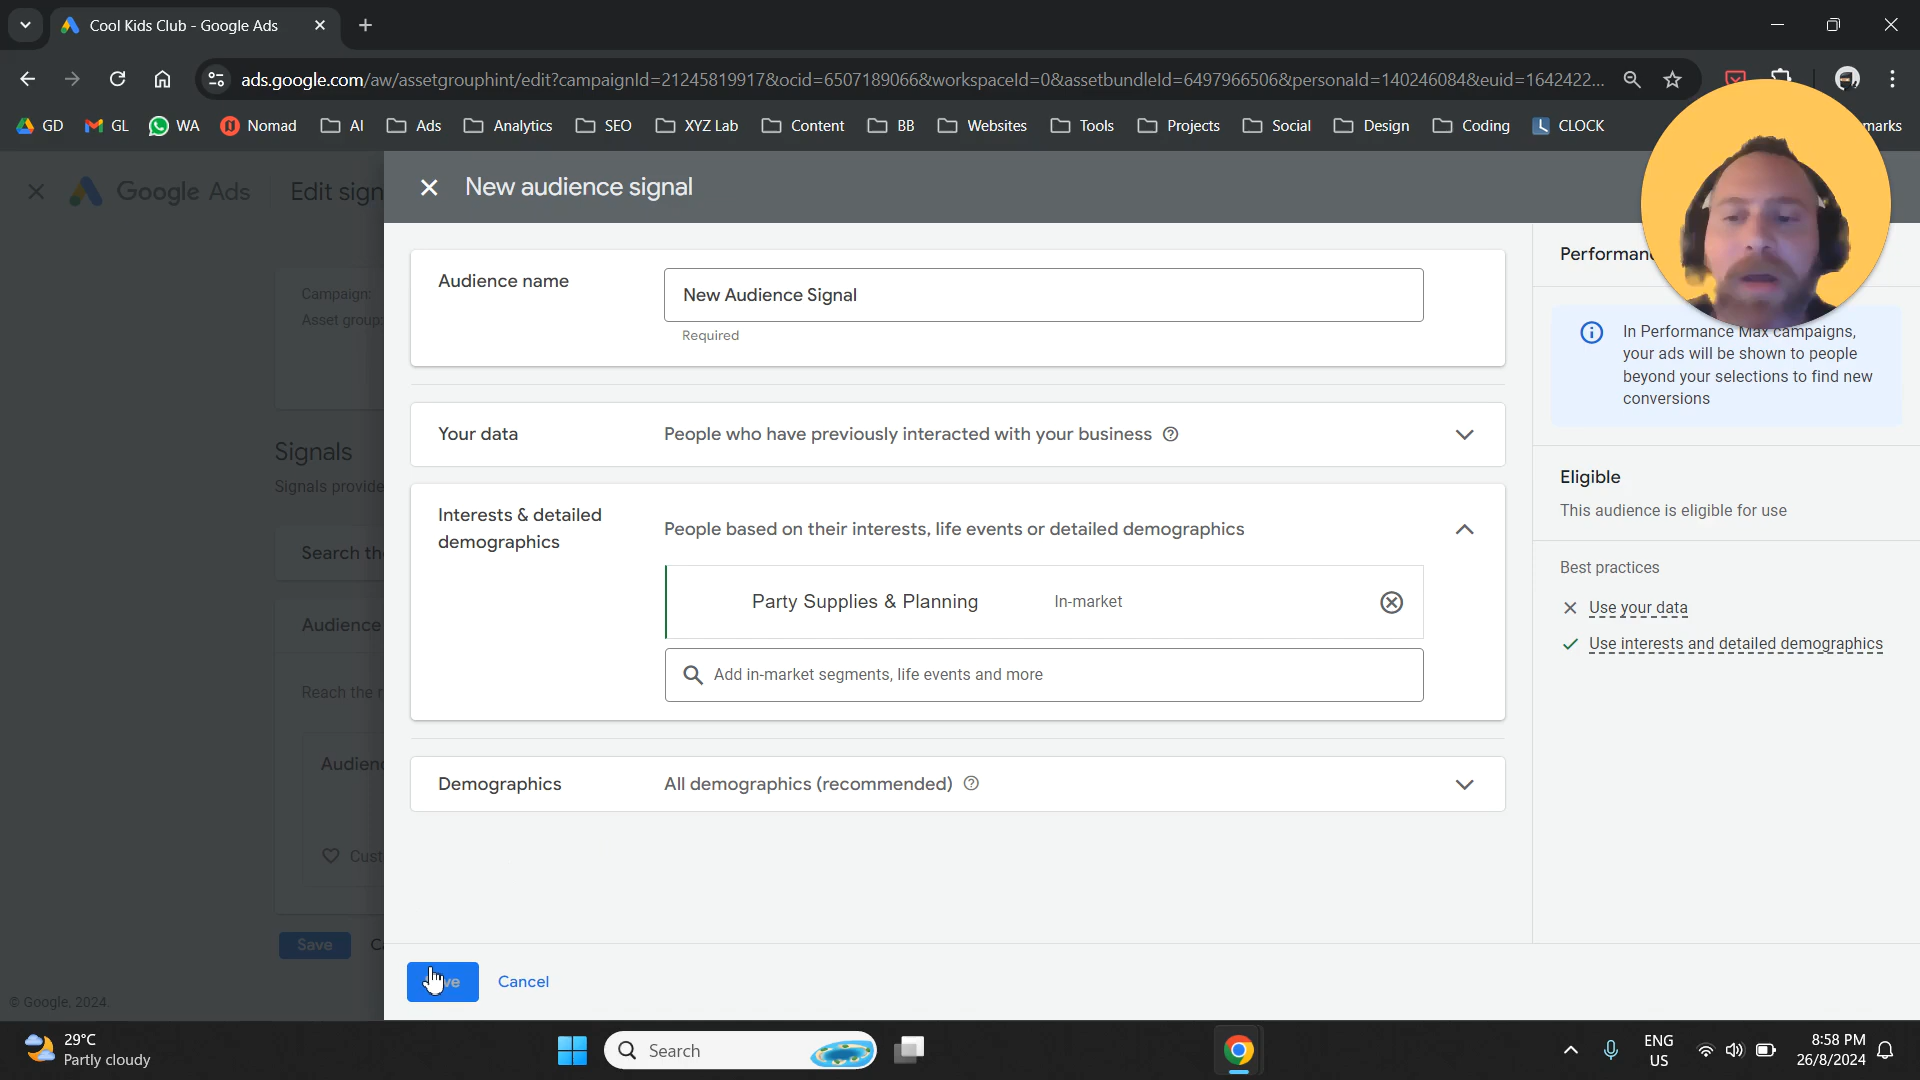 Cool Kids Club - Google Ads
ads.google.com/aw/assetgrouphint/edit?campaignId=21245819917&ocid=6507189066&workspaceId=0&assetbundleId=6497966506&personaId=140246084&euid=1642422...
GD
GL
WA
Nomad
AI
Ads
Analytics
SEO
XYZ Lab
Content
BB
Websites
Tools
Projects
Social
Design
Coding
CLOCK
Google Ads
New audience signal
Audience name
New Audience Signal
Required
Your data
People who have previously interacted with your business
Interests & detailed
demographics
People based on their interests, life events or detailed demographics
Party Supplies & Planning
In-market
Add in-market segments, life events and more
Demographics
All demographics (recommended)
Cancel
In Performance Max campaigns,
your ads will be shown to people
beyond your selections to find new
conversions
Eligible
This audience is eligible for use
Best practices
Use your data
Use interests and detailed demographics
Edit sign
Campaign:
Asset group:
Signals
Signals provide
Search th
Audience
Reach the
Audien
Save
© Google, 2024.
29°C
Partly cloudy
Search
ENG
US
8:58 PM
26/8/2024